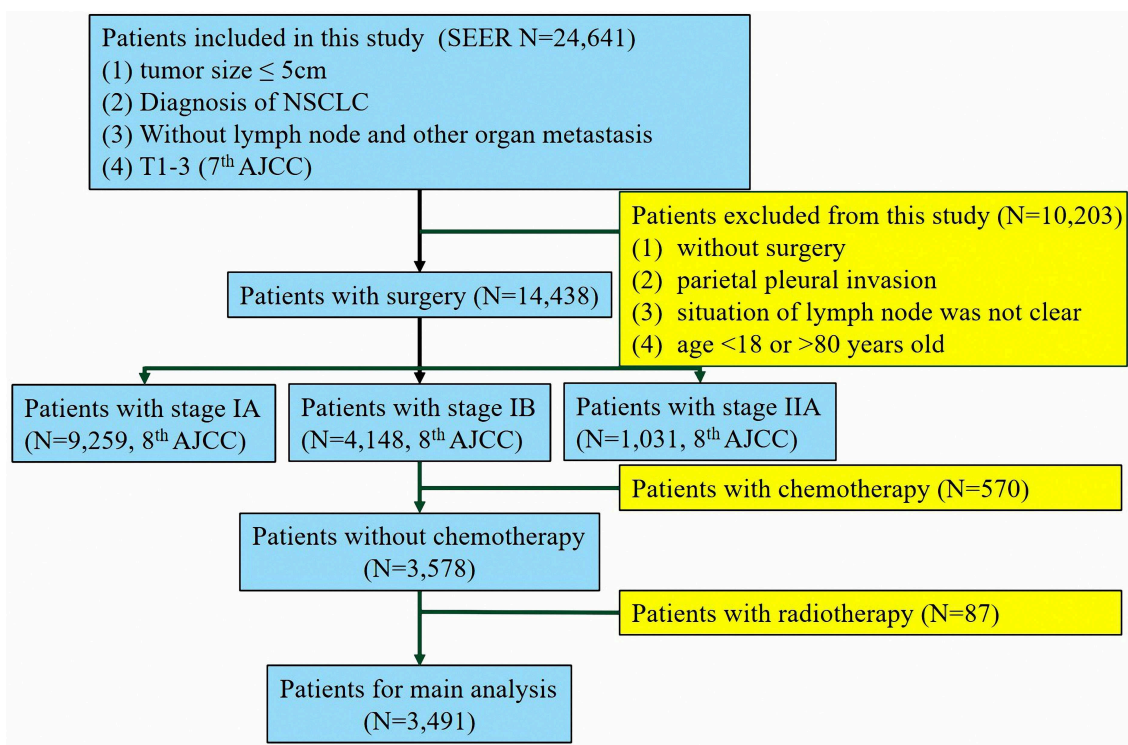 Patients included in this study (SEER N=24,641)
(1) tumor size ≤ 5cm
(2) Diagnosis of NSCLC
(3) Without lymph node and other organ metastasis
(4) T1-3 (7th AJCC)
Patients excluded from this study (N=10,203)
(1) without surgery
(2) parietal pleural invasion
(3) situation of lymph node was not clear
(4) age <18 or >80 years old
Patients with surgery (N=14,438)
Patients with stage IA
(N=9,259, 8th AJCC)
Patients with stage IB
(N=4,148, 8th AJCC)
Patients with stage IIA
(N=1,031, 8th AJCC)
Patients with chemotherapy (N=570)
Patients without chemotherapy
(N=3,578)
Patients with radiotherapy (N=87)
Patients for main analysis
(N=3,491)